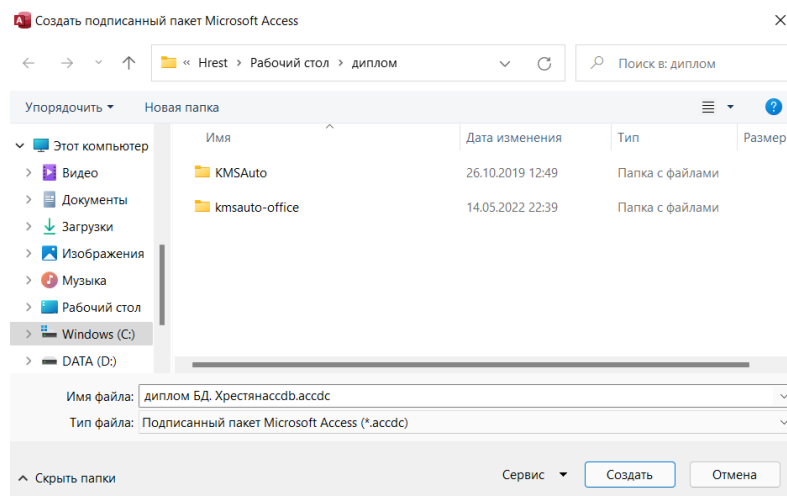 Создать подписанный пакет Microsoft Access
« Hrest › Рабочий стол › диплом
Поиск в: диплом
Упорядочить Новая папка
Имя Дата изменения Тип Размер
Этот компьютер
Видео
Документы
Загрузки
Изображения
Музыка
Рабочий стол
Windows (C:)
DATA (D:)
KMSAuto 26.10.2019 12:49 Папка с файлами
kmsauto-office 14.05.2022 22:39 Папка с файлами
Имя файла: диплом БД. Хрестянaccdb.accdc
Тип файла: Подписанный пакет Microsoft Access (*.accdc)
Скрыть папки Сервис Создать Отмена